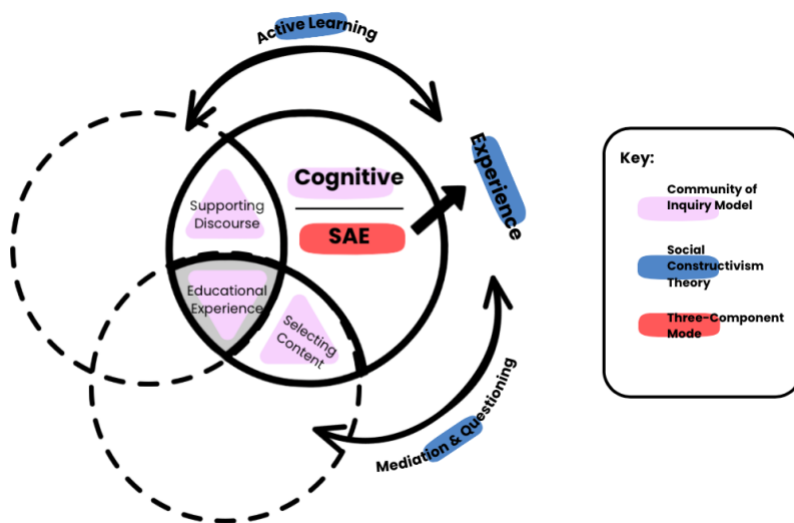 Active Learning
Cognitive
SAE
Experience
Supporting
Discourse
Educational
Experience
Selecting
Content
Mediation & Questioning
Key:
Community of
Inquiry Model
Social
Constructivism
Theory
Three-Component
Mode